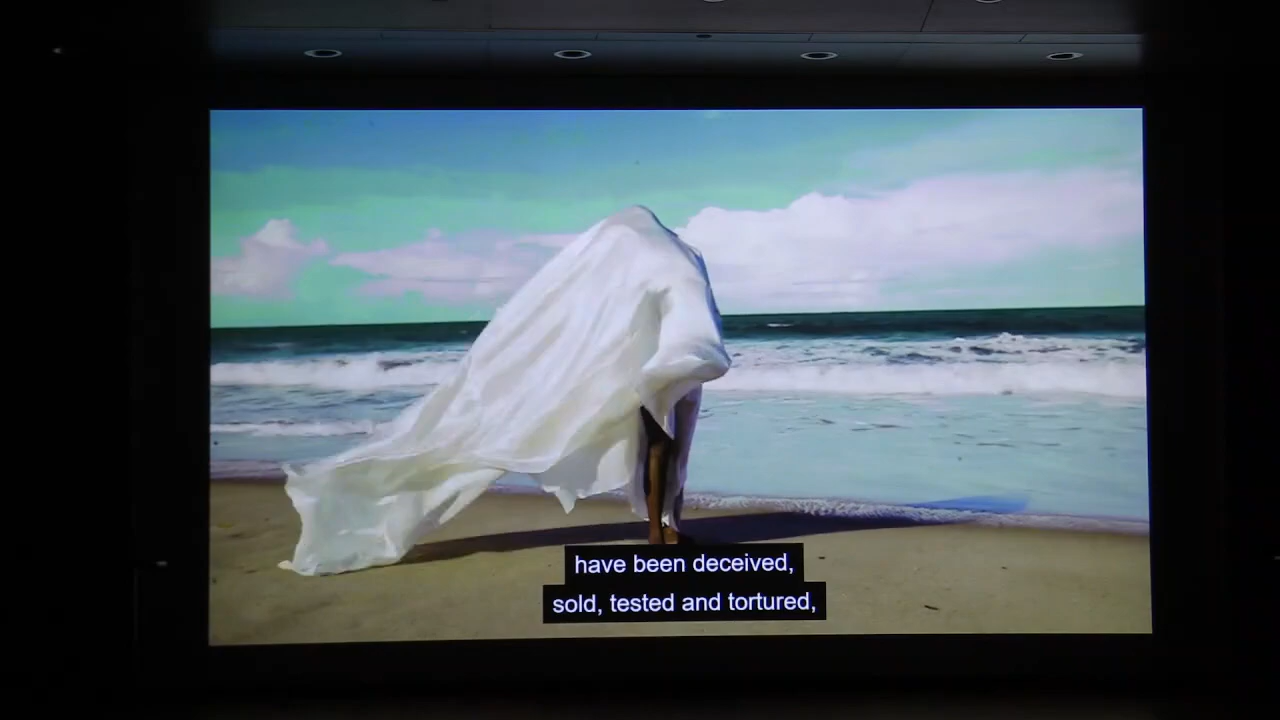 have been deceived,
sold, tested and tortured,